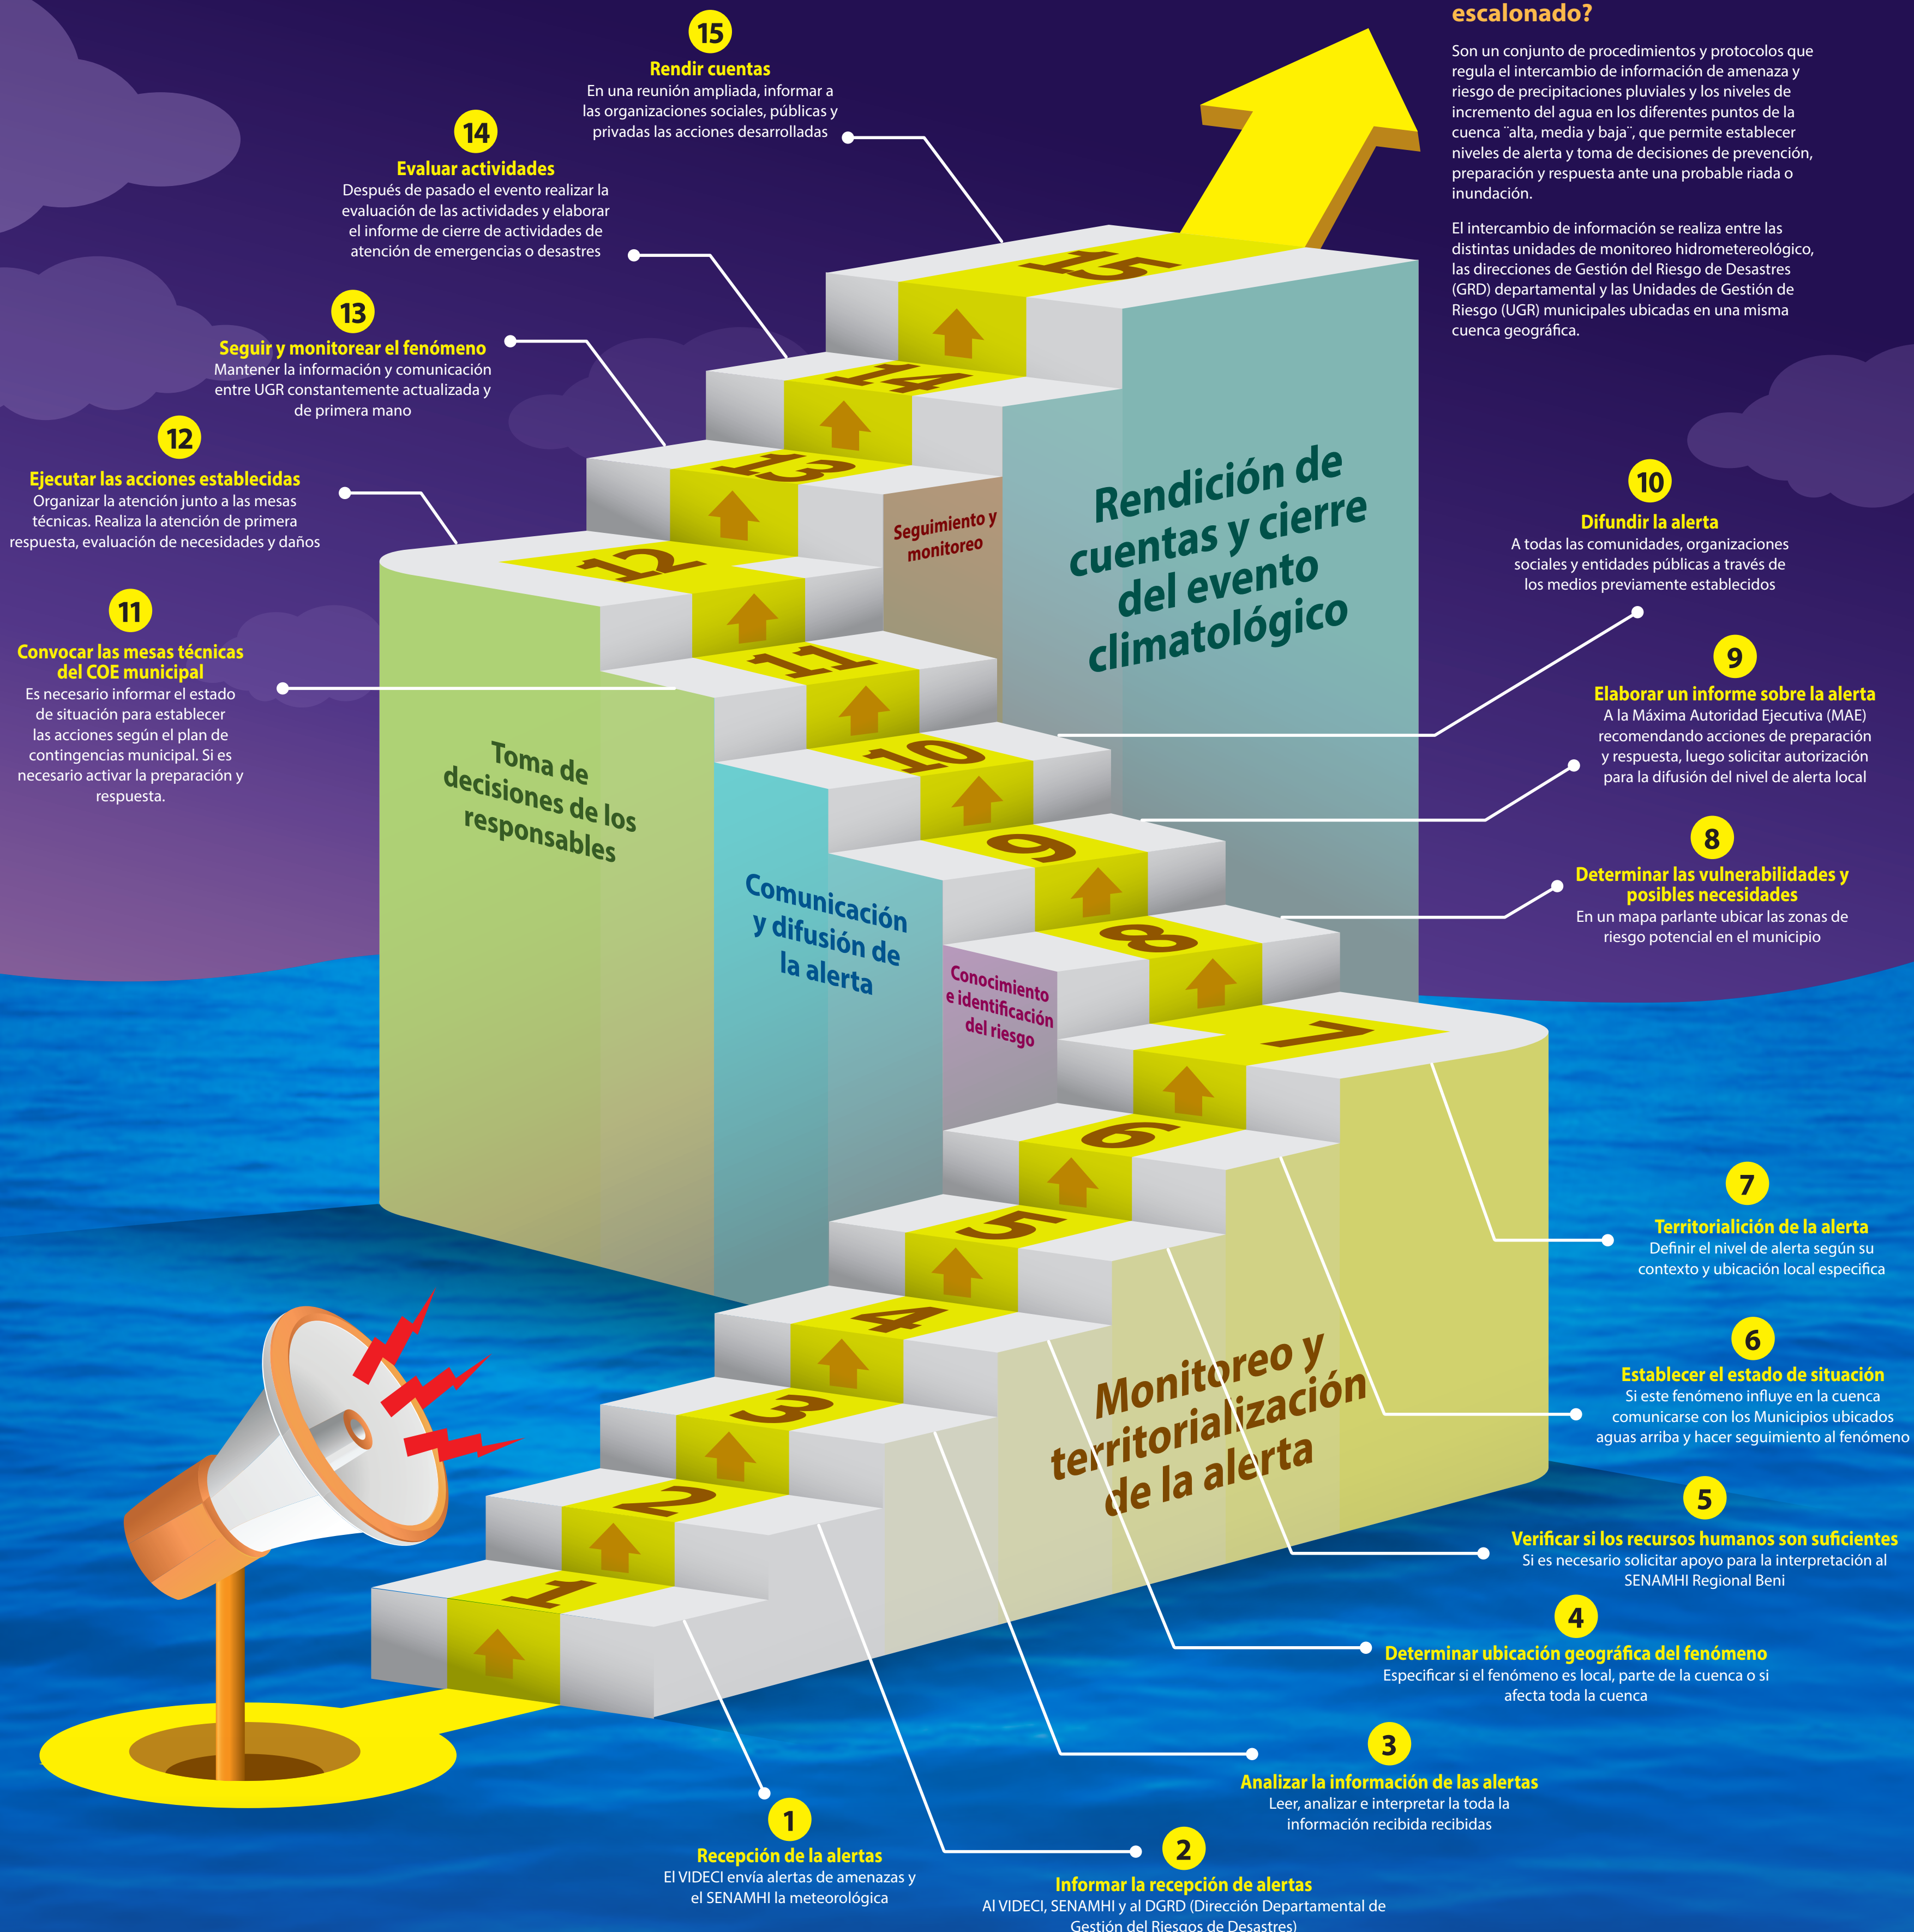 escalonado?
Son un conjunto de procedimientos y protocolos que
regula el intercambio de información de amenaza y
riesgo de precipitaciones pluviales y los niveles de
incremento del agua en los diferentes puntos de la
cuenca ¨alta, media y baja¨, que permite establecer
niveles de alerta y toma de decisiones de prevención,
preparación y respuesta ante una probable riada o
inundación.
El intercambio de información se realiza entre las
distintas unidades de monitoreo hidrometereológico,
las direcciones de Gestión del Riesgo de Desastres
(GRD) departamental y las Unidades de Gestión de
Riesgo (UGR) municipales ubicadas en una misma
cuenca geográfica.
15
Rendir cuentas
En una reunión ampliada, informar a
las organizaciones sociales, públicas y
privadas las acciones desarrolladas
14
Evaluar actividades
Después de pasado el evento realizar la
evaluación de las actividades y elaborar
el informe de cierre de actividades de
atención de emergencias o desastres
13
Seguir y monitorear el fenómeno
Mantener la información y comunicación
entre UGR constantemente actualizada y
de primera mano
12
Ejecutar las acciones establecidas
Organizar la atención junto a las mesas
técnicas. Realiza la atención de primera
respuesta, evaluación de necesidades y daños
11
Convocar las mesas técnicas
del COE municipal
Es necesario informar el estado
de situación para establecer
las acciones según el plan de
contingencias municipal. Si es
necesario activar la preparación y
respuesta.
10
Difundir la alerta
A todas las comunidades, organizaciones
sociales y entidades públicas a través de
los medios previamente establecidos
9
Elaborar un informe sobre la alerta
A la Máxima Autoridad Ejecutiva (MAE)
recomendando acciones de preparación
y respuesta, luego solicitar autorización
para la difusión del nivel de alerta local
8
Determinar las vulnerabilidades y
posibles necesidades
En un mapa parlante ubicar las zonas de
riesgo potencial en el municipio
7
Territorialición de la alerta
Definir el nivel de alerta según su
contexto y ubicación local especifica
6
Establecer el estado de situación
Si este fenómeno influye en la cuenca
comunicarse con los Municipios ubicados
aguas arriba y hacer seguimiento al fenómeno
5
Verificar si los recursos humanos son suficientes
Si es necesario solicitar apoyo para la interpretación al
SENAMHI Regional Beni
4
Determinar ubicación geográfica del fenómeno
Especificar si el fenómeno es local, parte de la cuenca o si
afecta toda la cuenca
3
Analizar la información de las alertas
Leer, analizar e interpretar la toda la
información recibida recibidas
2
Informar la recepción de alertas
Al VIDECI, SENAMHI y al DGRD (Dirección Departamental de
Gestión del Riesgos de Desastres)
1
Recepción de la alertas
El VIDECI envía alertas de amenazas y
el SENAMHI la meteorológica
15
14
13
12
11
10
9
8
7
6
5
4
3
2
1
Seguimiento y
monitoreo
Rendición de
cuentas y cierre
del evento
climatológico
Toma de
decisiones de los
responsables
Comunicación
y difusión de
la alerta
Conocimiento
e identificación
del riesgo
Monitoreo y
territorialización
de la alerta